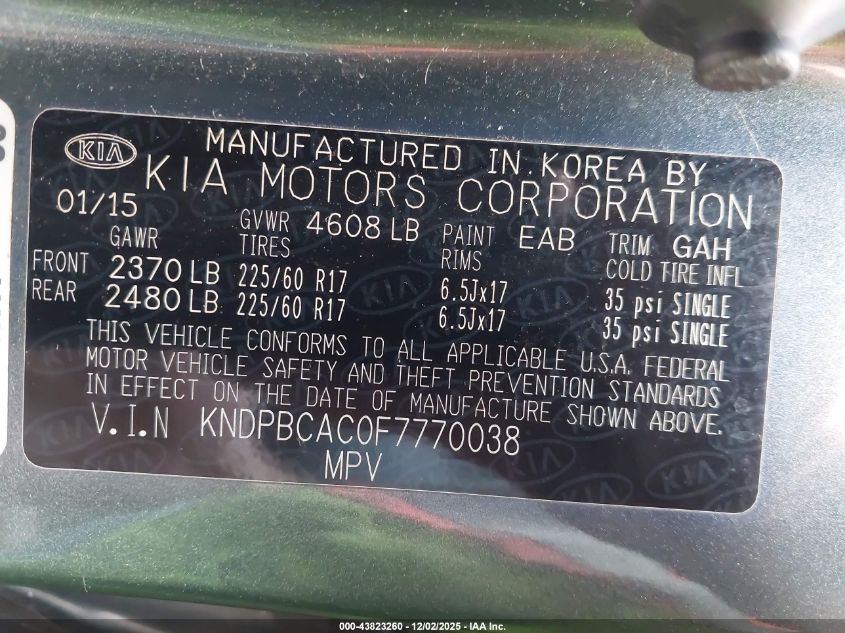 KIA
MANUFACTURED IN KOREA BY
KIA MOTORS CORPORATION
01/15 GVWR 4608 LB PAINT EAB TRIM GAH
GAWR TIRES RIMS COLD TIRE INFL
FRONT 2370 LB 225/60 R17 6.5Jx17 35 psi SINGLE
REAR 2480 LB 225/60 R17 6.5Jx17 35 psi SINGLE
THIS VEHICLE CONFORMS TO ALL APPLICABLE U.S.A. FEDERAL
MOTOR VEHICLE SAFETY AND THEFT PREVENTION STANDARDS
IN EFFECT ON THE DATE OF MANUFACTURE SHOWN ABOVE.
V.I.N KNDPBCAC0F7770038
MPV
000-43823260 - 12/02/2025 - IAA Inc.